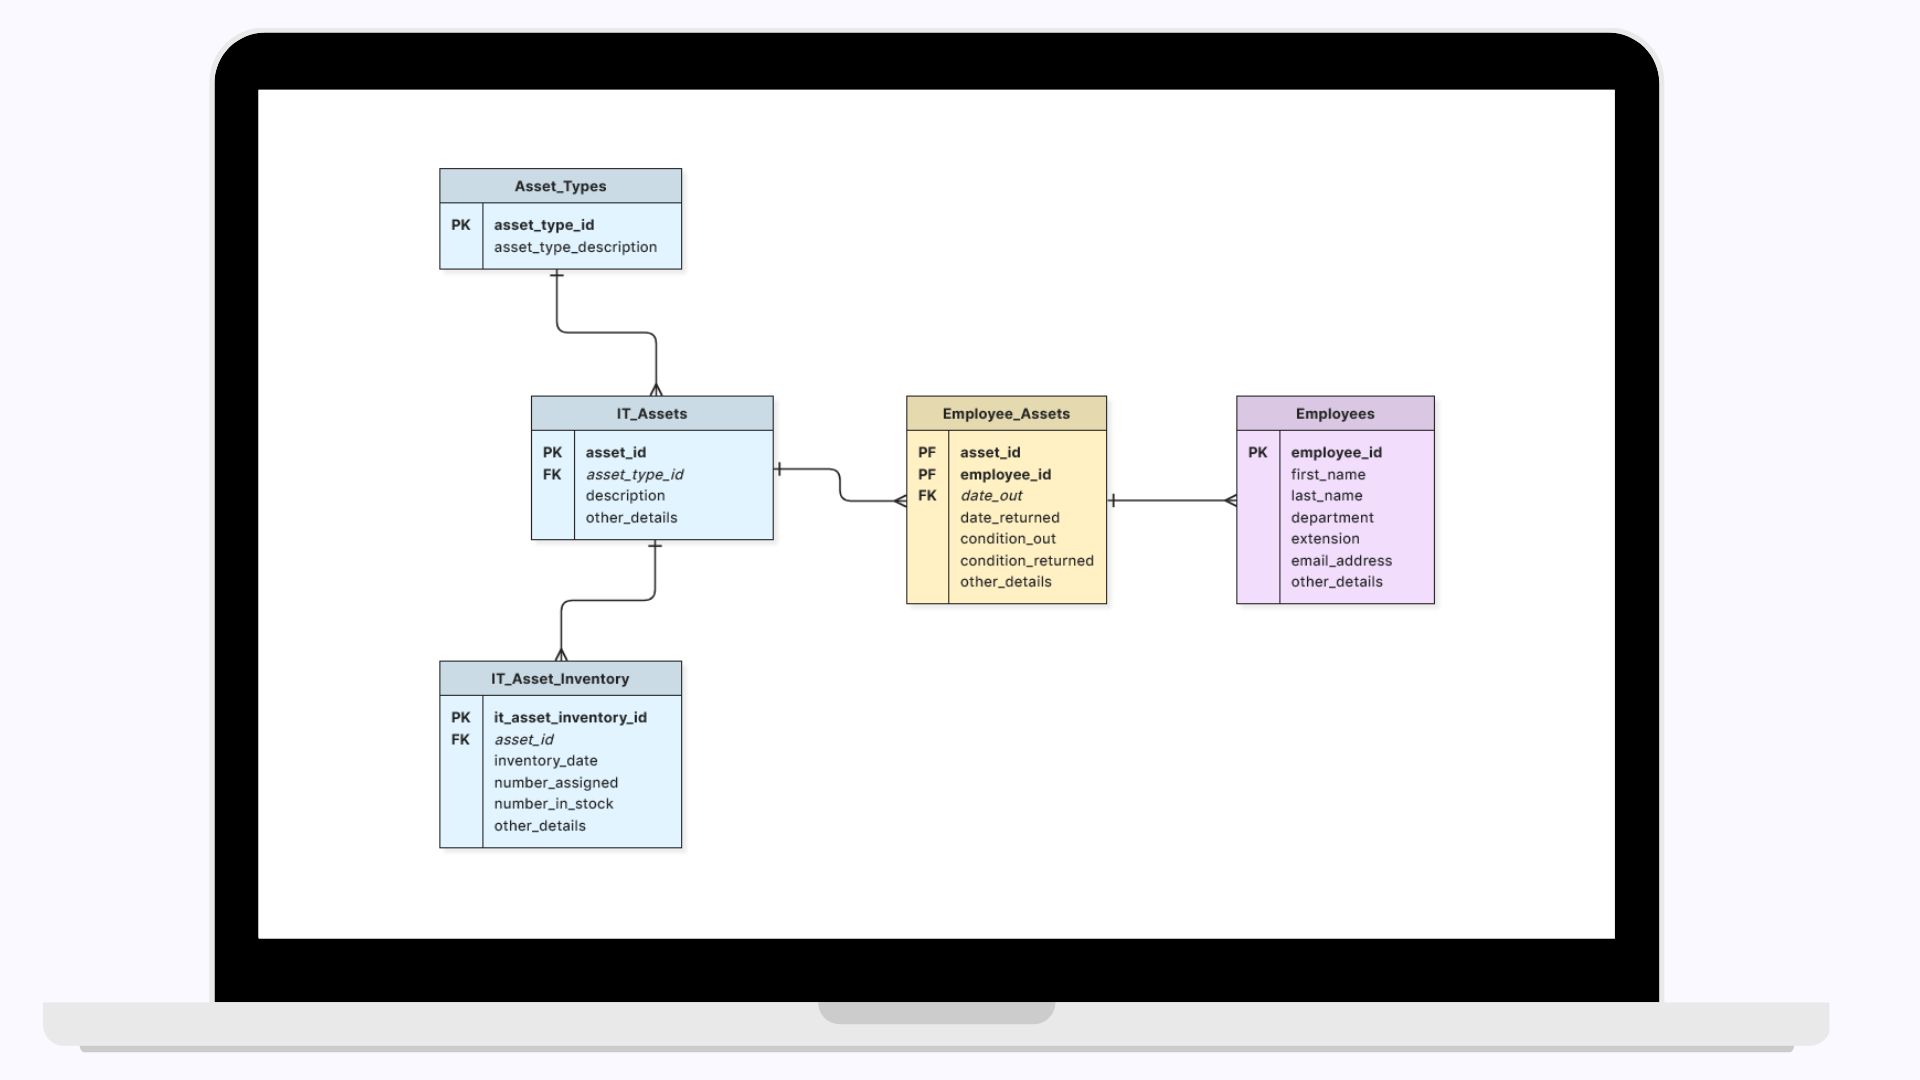 Asset_Types
PK asset_type_id
asset_type_description
IT_Assets
PK asset_id
FK asset_type_id
description
other_details
Employee_Assets
PF asset_id
PF employee_id
FK date_out
date_returned
condition_out
condition_returned
other_details
Employees
PK employee_id
first_name
last_name
department
extension
email_address
other_details
IT_Asset_Inventory
PK it_asset_inventory_id
FK asset_id
inventory_date
number_assigned
number_in_stock
other_details